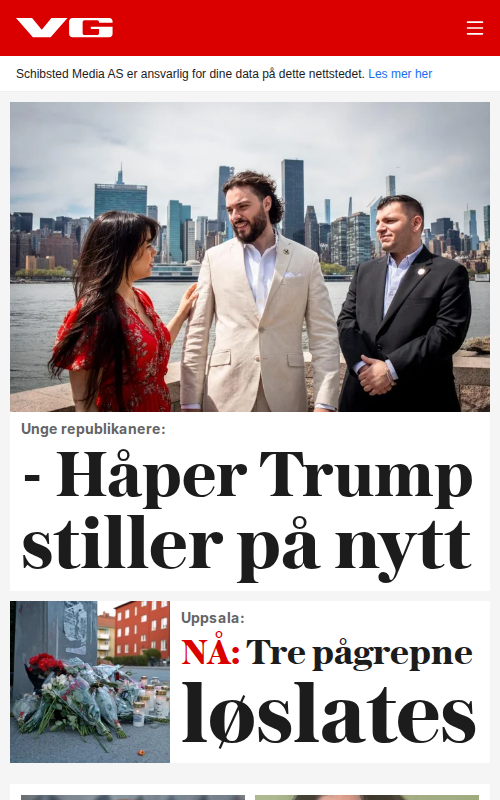 VG
Schibsted Media AS er ansvarlig for dine data på dette nettstedet. Les mer her
Unge republikanere:
- Håper Trump
stiller på nytt
Uppsala:
NÅ: Tre pågrepne
løslates